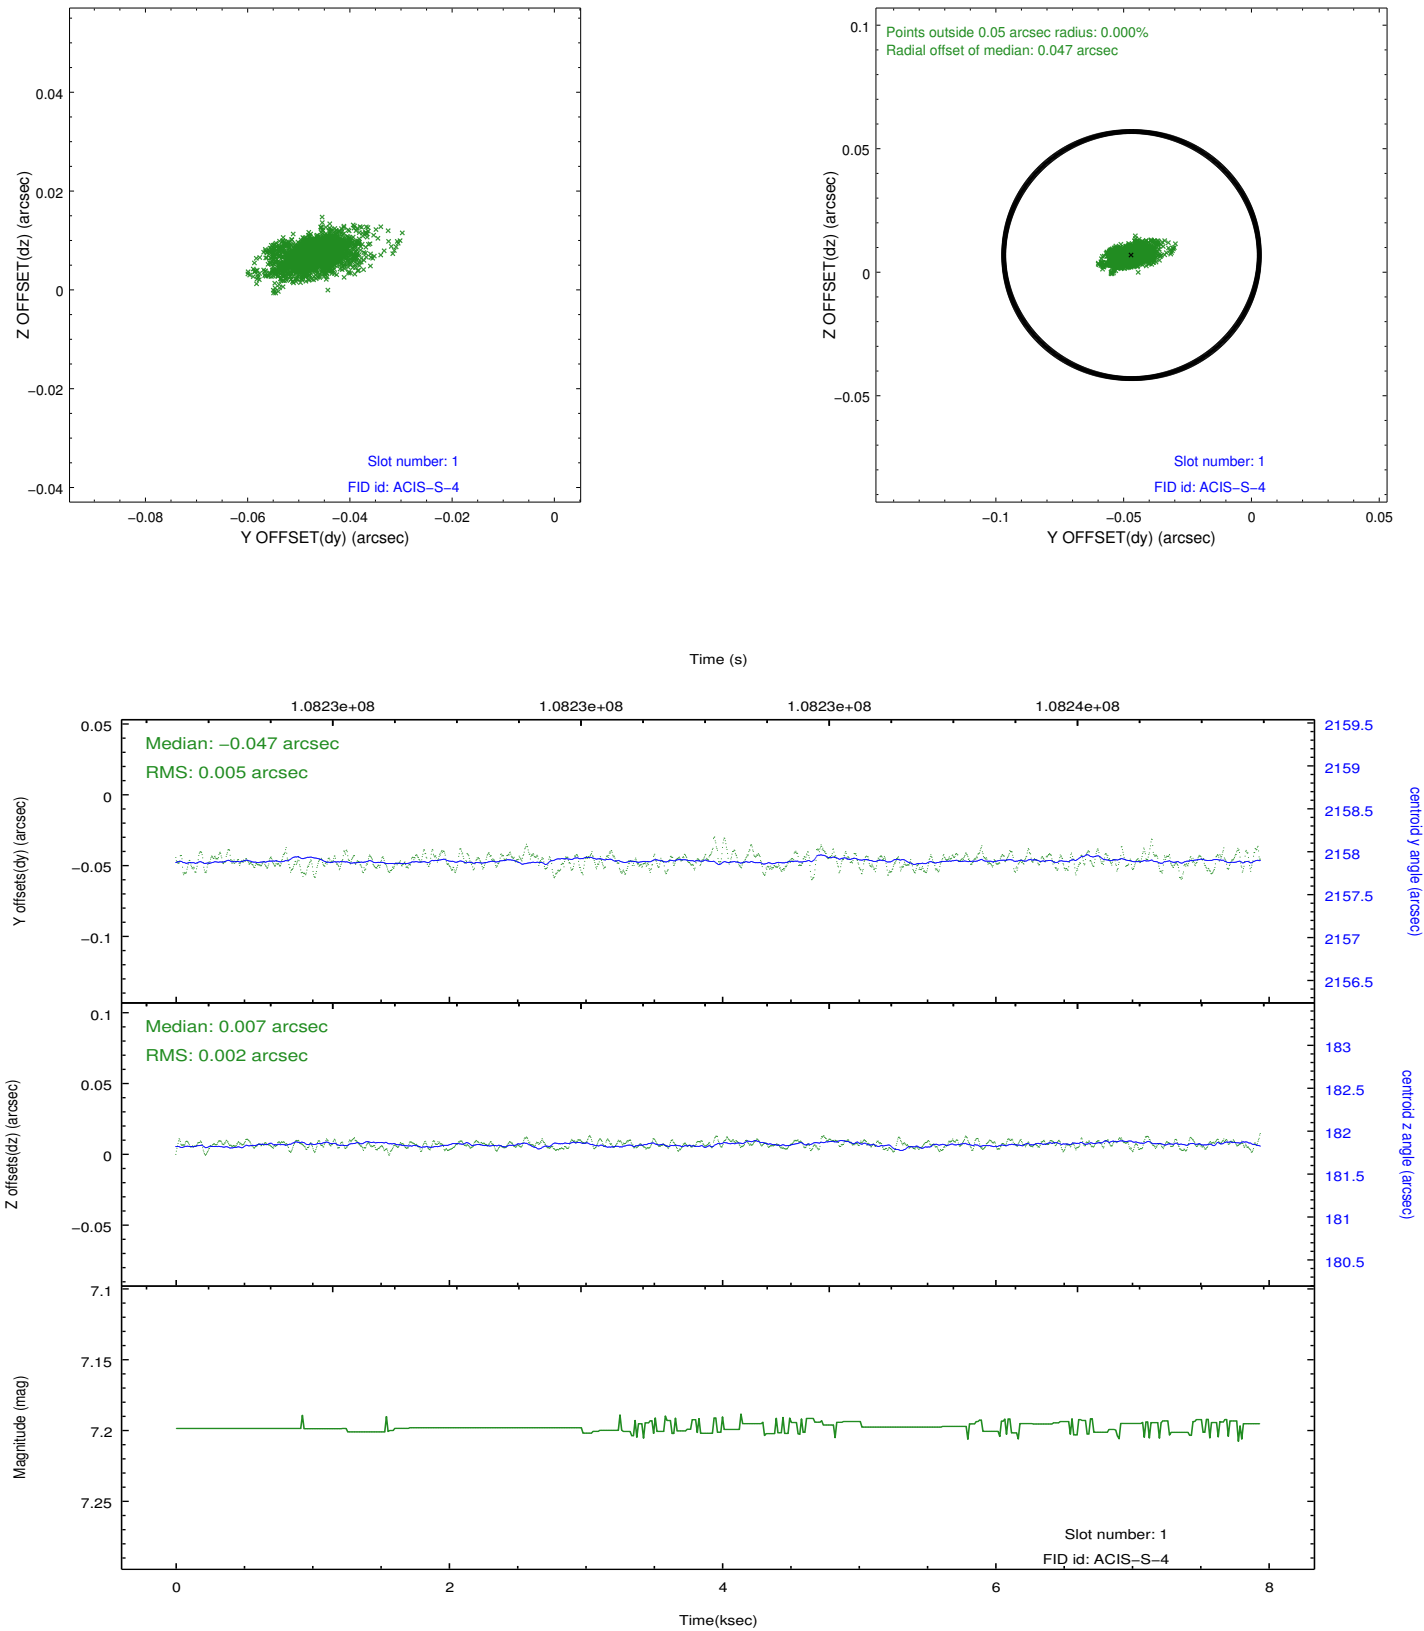 0.04
0.02
0
−0.02
−0.04
Z OFFSET(dz) (arcsec)
Slot number: 1
FID id: ACIS−S−4
−0.08
−0.06
−0.04
−0.02
0
Y OFFSET(dy) (arcsec)
Points outside 0.05 arcsec radius: 0.000%
Radial offset of median: 0.047 arcsec
0.1
0.05
0
−0.05
Z OFFSET(dz) (arcsec)
Slot number: 1
FID id: ACIS−S−4
−0.1
−0.05
0
0.05
Y OFFSET(dy) (arcsec)
Time (s)
1.0823e+08
1.0823e+08
1.0823e+08
1.0824e+08
Median: −0.047 arcsec
RMS: 0.005 arcsec
0.05
0
−0.05
−0.1
Y offsets(dy) (arcsec)
2159.5
2159
2158.5
2158
2157.5
2157
2156.5
centroid y angle (arcsec)
Median: 0.007 arcsec
RMS: 0.002 arcsec
0.1
0.05
0
−0.05
Z offsets(dz) (arcsec)
183
182.5
182
181.5
181
180.5
centroid z angle (arcsec)
7.1
7.15
7.2
7.25
Magnitude (mag)
Slot number: 1
FID id: ACIS−S−4
0
2
4
6
8
Time(ksec)